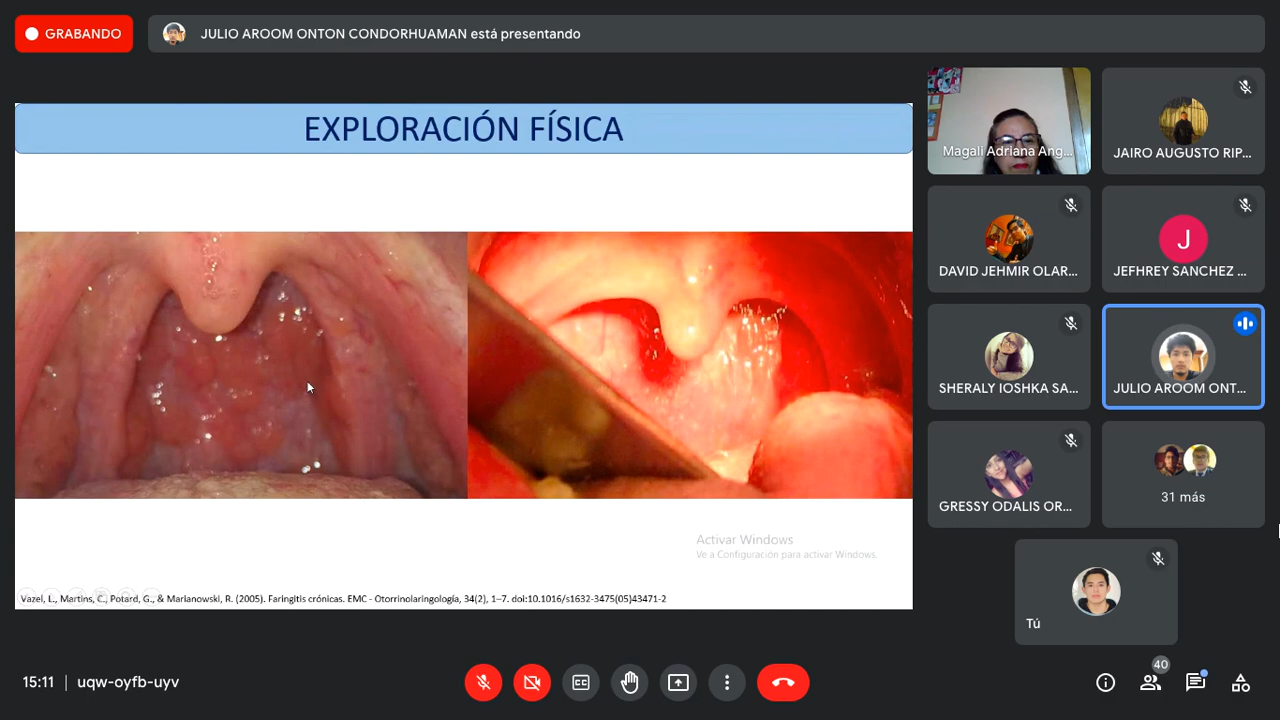 GRABANDO
JULIO AROOM ONTON CONDORHUAMAN está presentando
EXPLORACIÓN FÍSICA
Activar Windows
Ve a Configuración para activar Windows.
Vazel, L., Martins, C., Potard, G., & Marianowski, R. (2005). Faringitis crónicas. EMC - Otorrinolaringología, 34(2), 1–7. doi:10.1016/s1632-3475(05)43471-2
Magali Adriana Ang...
JAIRO AUGUSTO RIP...
DAVID JEHMIR OLAR...
J
JEFHREY SANCHEZ ...
SHERALY IOSHKA SA...
JULIO AROOM ONT...
GRESSY ODALIS OR...
31 más
Tú
15:11 | uqw-oyfb-uyv
CC
40